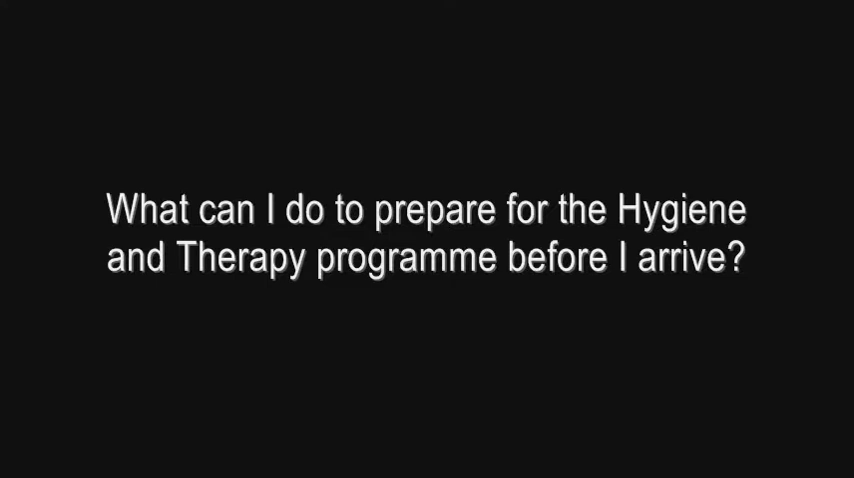 What can I do to prepare for the Hygiene
and Therapy programme before I arrive?